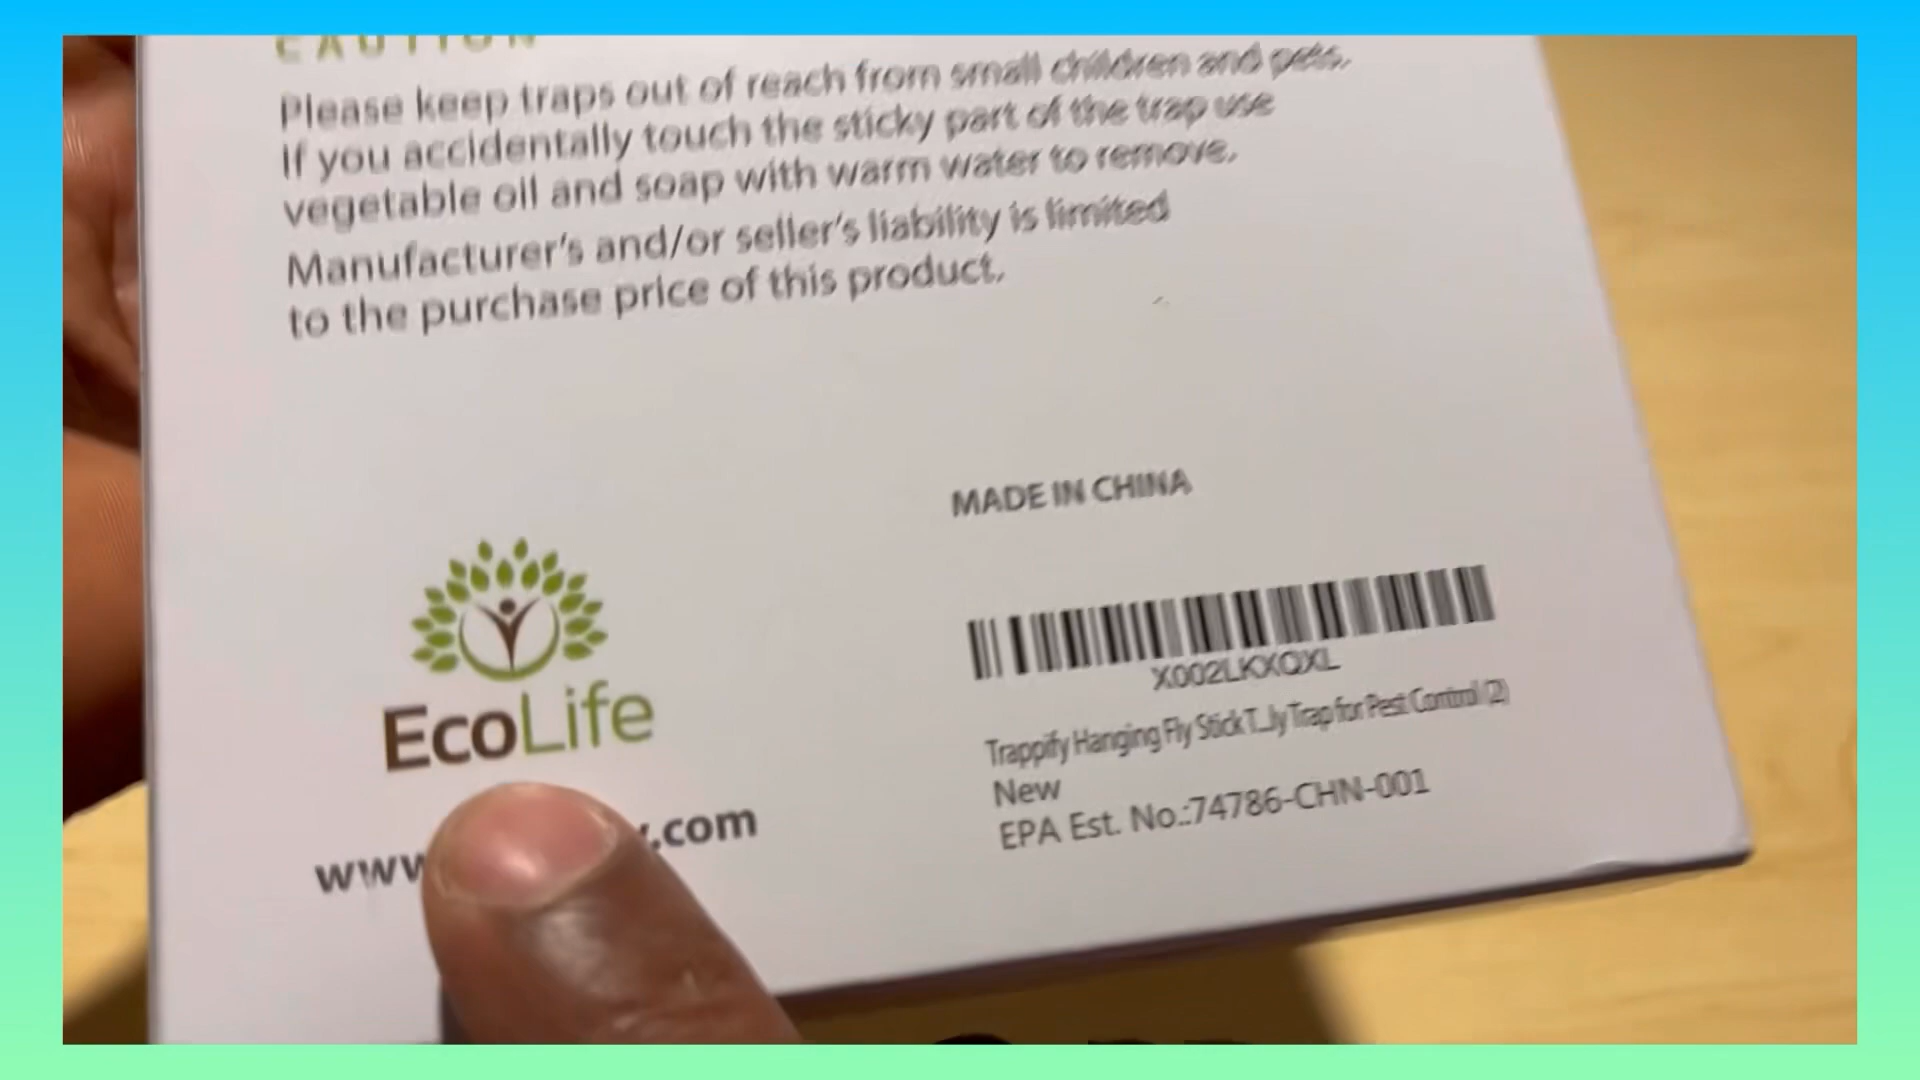 CAUTION
Please keep traps out of reach from small children and pets.
If you accidentally touch the sticky part of the trap use
vegetable oil and soap with warm water to remove.
Manufacturer's and/or seller's liability is limited
to the purchase price of this product.
MADE IN CHINA
EcoLife
X002LKXQXL
Trappify Hanging Fly Stick T...ly Trap for Pest Control (2)
New
EPA Est. No.:74786-CHN-001
www
.com